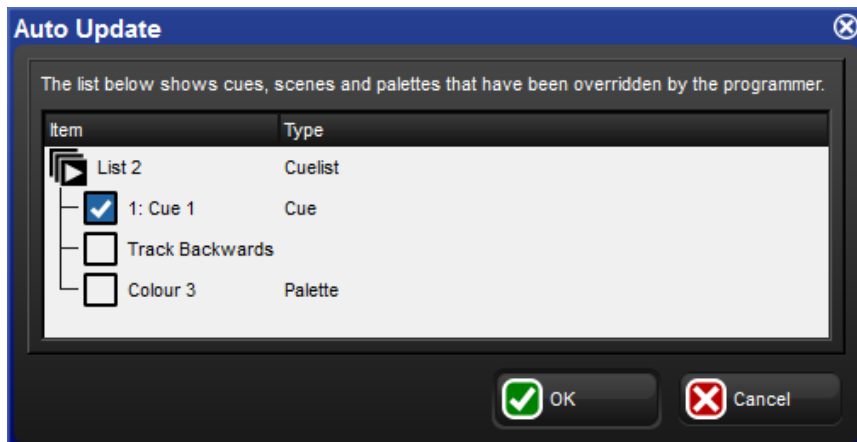 Auto Update
The list below shows cues, scenes and palettes that have been overridden by the programmer.
Item Type
List 2 Cuelist
1: Cue 1 Cue
Track Backwards
Colour 3 Palette
OK Cancel